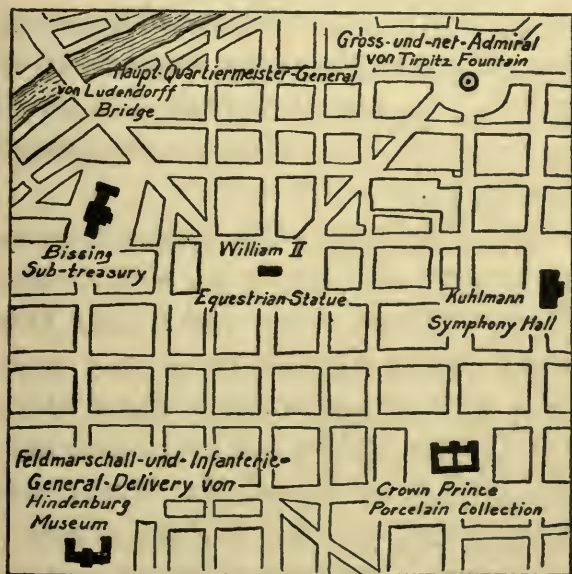 Gross-und-net-Admiral
von Tirpitz Fountain
Haupt-Quartiermeister-General
von Ludendorff
Bridge
Bissing
Sub-treasury
William II
Equestrian Statue
Kuhlmann
Symphony Hall
Feldmarschall-und-Infanterie-
General-Delivery von
Hindenburg
Museum
Crown Prince
Porcelain Collection